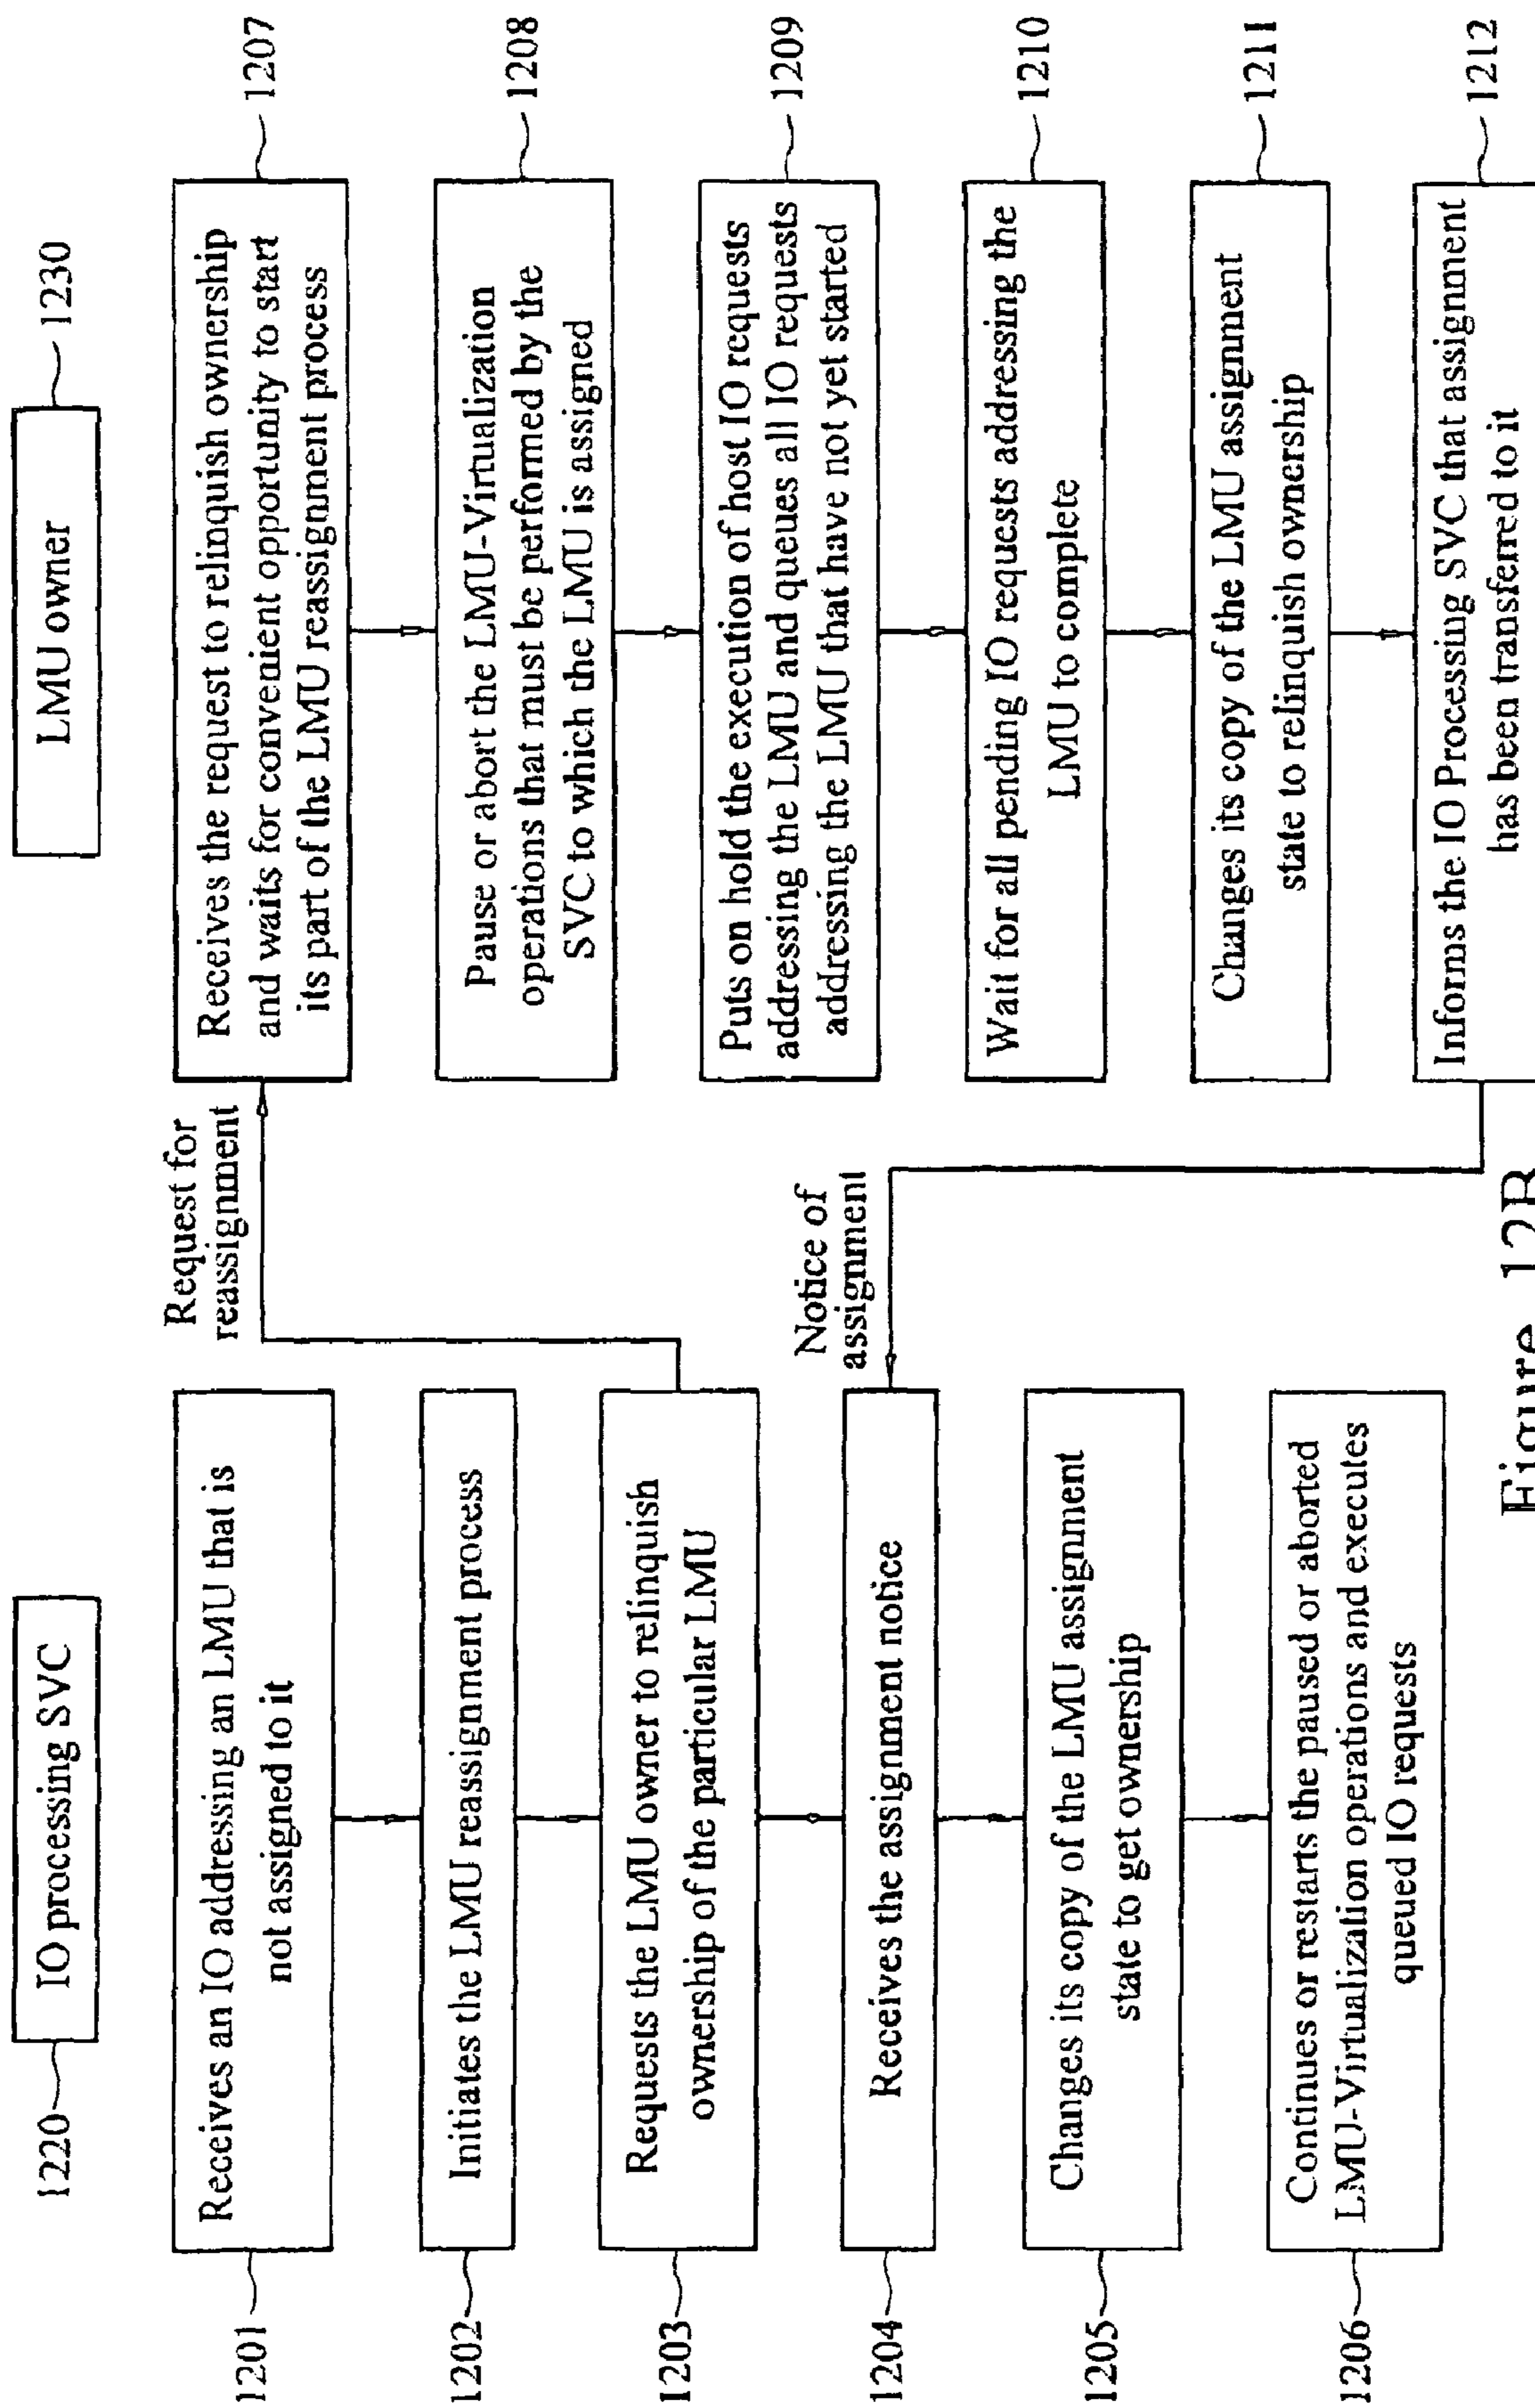 IO processing SVC
1220
1201
Receives an IO addressing an LMU that is
not assigned to it
1202
Initiates the LMU reassignment process
1203
Requests the LMU owner to relinquish
ownership of the particular LMU
1204
Receives the assignment notice
1205
Changes its copy of the LMU assignment
state to get ownership
1206
Continues or restarts the paused or aborted
LMU-Virtualization operations and executes
queued IO requests
Request for
reassignment
Notice of
assignment
LMU owner
1230
Receives the request to relinquish ownership
and waits for convenient opportunity to start
its part of the LMU reassignment process
1207
Pause or abort the LMU-Virtualization
operations that must be performed by the
SVC to which the LMU is assigned
1208
Puts on hold the execution of host IO requests
addressing the LMU and queues all IO requests
addressing the LMU that have not yet started
1209
Wait for all pending IO requests addressing the
LMU to complete
1210
Changes its copy of the LMU assignment
state to relinquish ownership
1211
Informs the IO Processing SVC that assignment
has been transferred to it
1212
Figure 12B